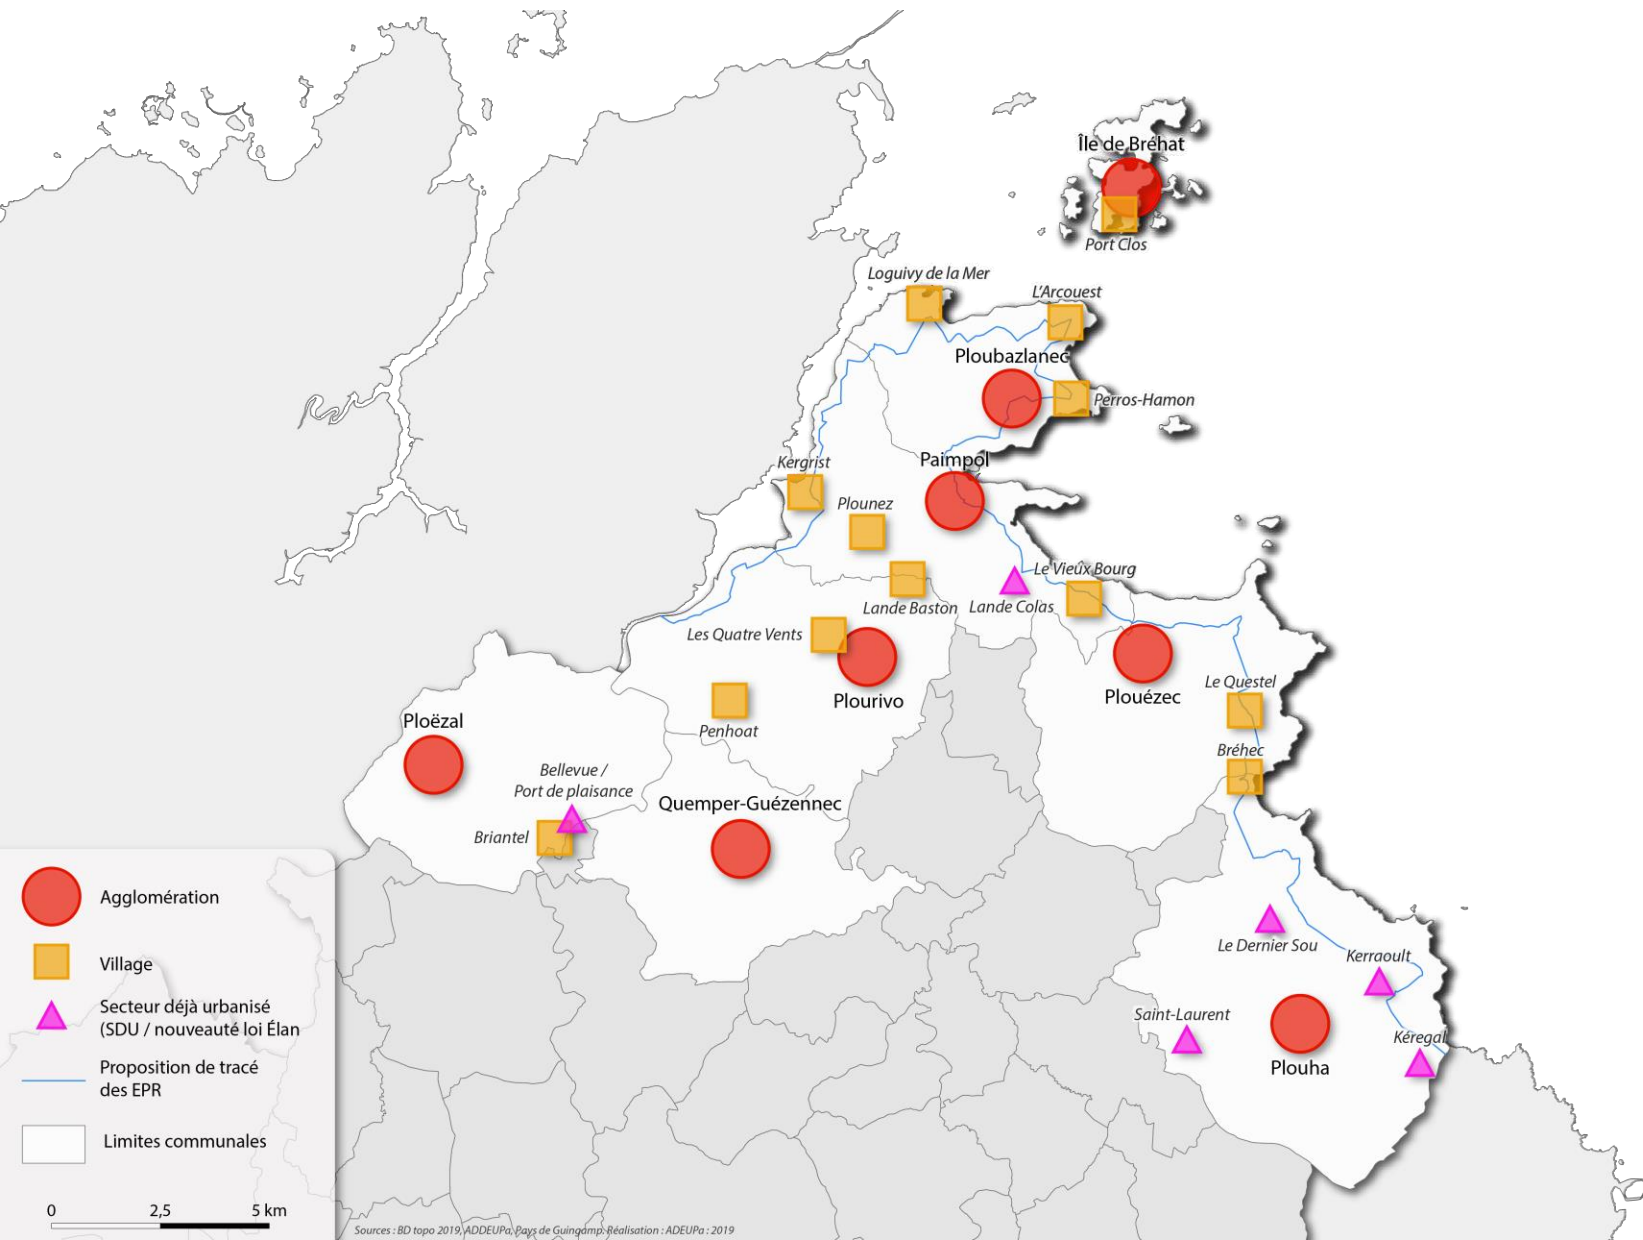 Île de Bréhat
Port Clos
Loguivy de la Mer
L'Arcouest
Ploubazlanec
Perros-Hamon
Paimpol
Kergrist
Plounez
Le Vieux Bourg
Lande Baston
Lande Colas
Les Quatre Vents
Plourivo
Plouézec
Le Questel
Penhoat
Ploëzal
Bréhec
Bellevue /
Port de plaisance
Quemper-Guézennec
Briantel
Le Dernier Sou
Kerraoult
Saint-Laurent
Kéregal
Plouha
Agglomération
Village
Secteur déjà urbanisé
(SDU / nouveauté loi Élan
Proposition de tracé
des EPR
Limites communales
0 2,5 5 km
Sources : BD topo 2019, ADDEUPa, Pays de Guingamp. Réalisation : ADEUPa : 2019